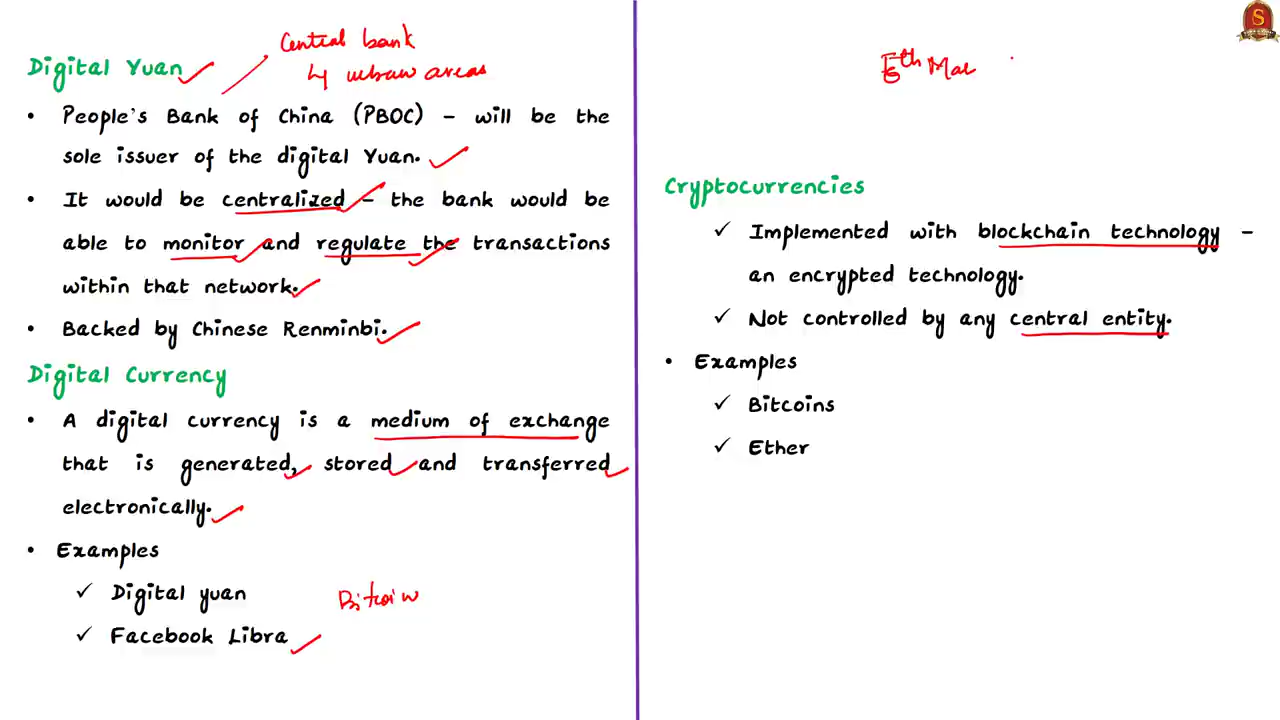 Central bank
Digital Yuan
urban areas
• People's Bank of China (PBOC) – will be the
sole issuer of the digital Yuan.
• It would be centralized – the bank would be
able to monitor and regulate the transactions
within that network.
• Backed by Chinese Renminbi.
Digital Currency
• A digital currency is a medium of exchange
that is generated, stored and transferred
electronically.
• Examples
✓ Digital yuan
Bitcoin
✓ Facebook Libra
S
5th Mar
Cryptocurrencies
✓ Implemented with blockchain technology –
an encrypted technology.
✓ Not controlled by any central entity.
• Examples
✓ Bitcoins
✓ Ether